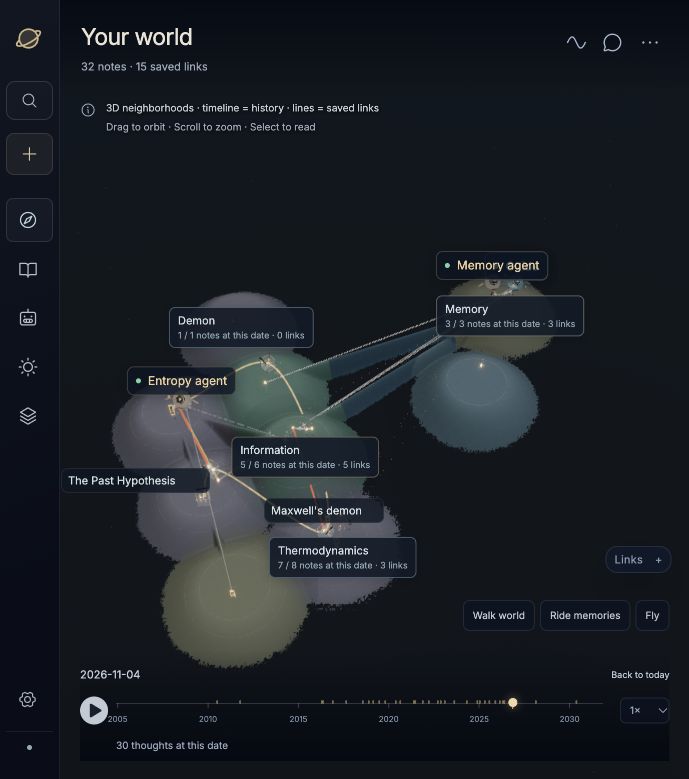 Your world
32 notes · 15 saved links
3D neighborhoods · timeline = history · lines = saved links
Drag to orbit · Scroll to zoom · Select to read
Memory agent
Memory
3 / 3 notes at this date · 3 links
Demon
1 / 1 notes at this date · 0 links
Entropy agent
Information
5 / 6 notes at this date · 5 links
The Past Hypothesis
Maxwell's demon
Thermodynamics
7 / 8 notes at this date · 3 links
Links +
Walk world
Ride memories
Fly
2026-11-04
Back to today
2005 2010 2015 2020 2025 2030
1×
30 thoughts at this date